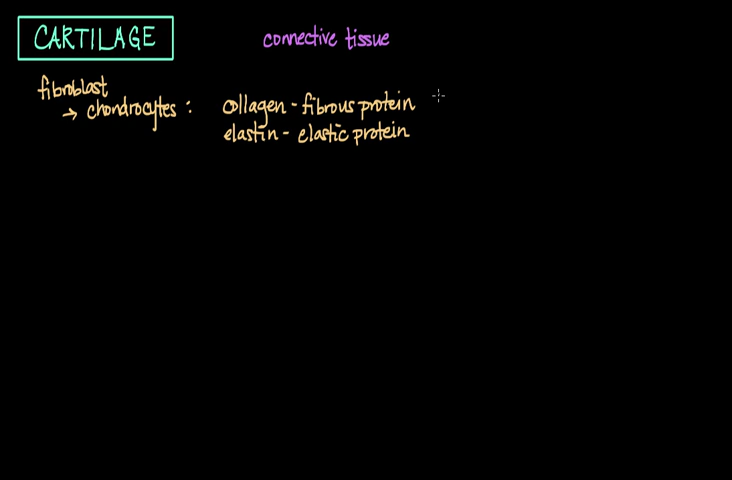 CARTILAGE
connective tissue
fibroblast
→ chondrocytes :
collagen - fibrous protein
elastin - elastic protein